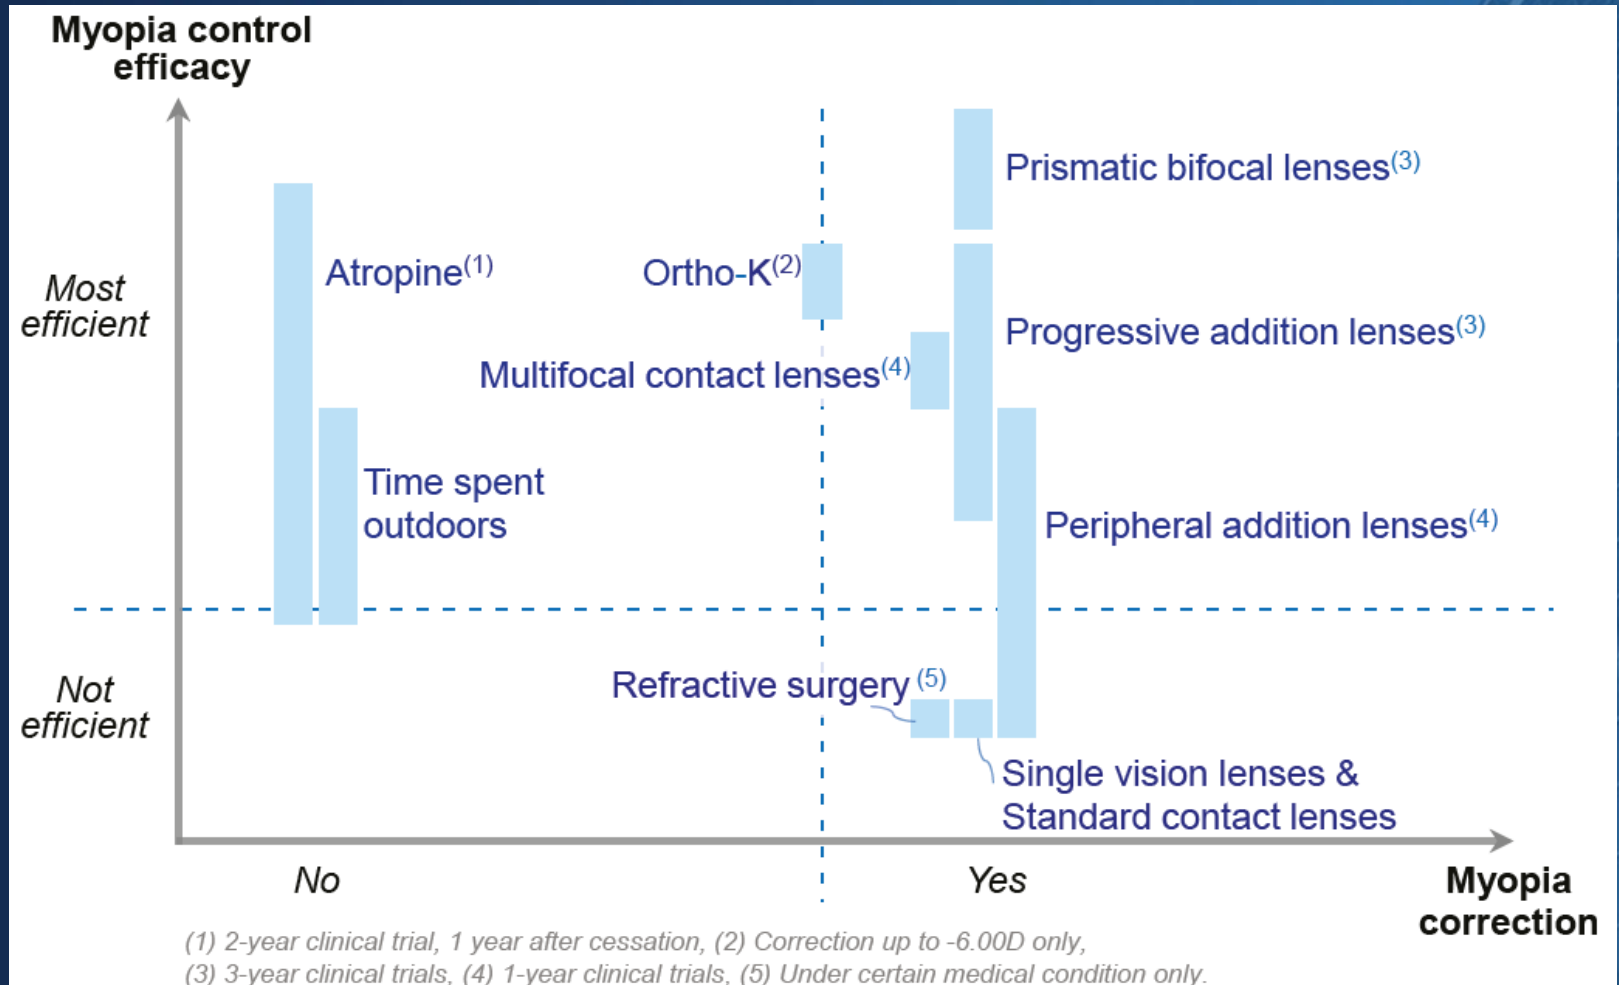 Myopia control
efficacy
Prismatic bifocal lenses(3)
Atropine(1)
Ortho-K(2)
Most
efficient
Progressive addition lenses(3)
Multifocal contact lenses(4)
Time spent
outdoors
Peripheral addition lenses(4)
Not
efficient
Refractive surgery (5)
Single vision lenses &
Standard contact lenses
No
Yes
Myopia
correction
(1) 2-year clinical trial, 1 year after cessation, (2) Correction up to -6.00D only,
(3) 3-year clinical trials, (4) 1-year clinical trials, (5) Under certain medical condition only.